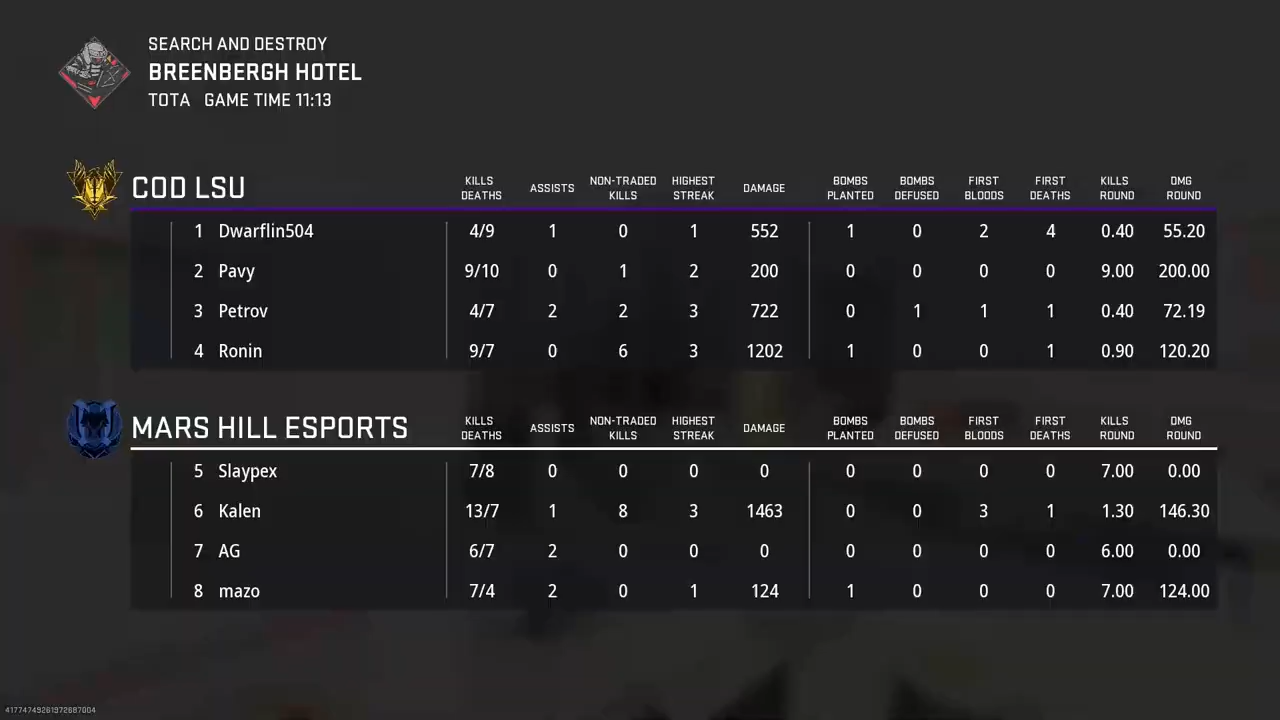 SEARCH AND DESTROY
BREENBERGH HOTEL
TOTA GAME TIME 11:13
COD LSU KILLS DEATHS ASSISTS NON-TRADED KILLS HIGHEST STREAK DAMAGE BOMBS PLANTED BOMBS DEFUSED FIRST BLOODS FIRST DEATHS KILLS ROUND DMG ROUND
1 Dwarflin504 4/9 1 0 1 552 1 0 2 4 0.40 55.20
2 Pavy 9/10 0 1 2 200 0 0 0 0 9.00 200.00
3 Petrov 4/7 2 2 3 722 0 1 1 1 0.40 72.19
4 Ronin 9/7 0 6 3 1202 1 0 0 1 0.90 120.20
MARS HILL ESPORTS KILLS DEATHS ASSISTS NON-TRADED KILLS HIGHEST STREAK DAMAGE BOMBS PLANTED BOMBS DEFUSED FIRST BLOODS FIRST DEATHS KILLS ROUND DMG ROUND
5 Slaypex 7/8 0 0 0 0 0 0 0 0 7.00 0.00
6 Kalen 13/7 1 8 3 1463 0 0 3 1 1.30 146.30
7 AG 6/7 2 0 0 0 0 0 0 0 6.00 0.00
8 mazo 7/4 2 0 1 124 1 0 0 0 7.00 124.00